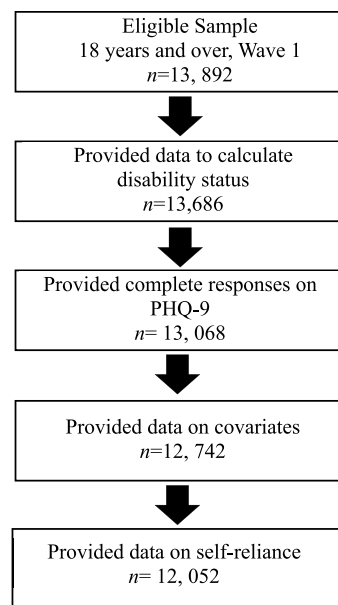 Eligible Sample
18 years and over, Wave 1
n=13, 892
Provided data to calculate
disability status
n=13,686
Provided complete responses on
PHQ-9
n= 13, 068
Provided data on covariates
n=12, 742
Provided data on self-reliance
n= 12, 052